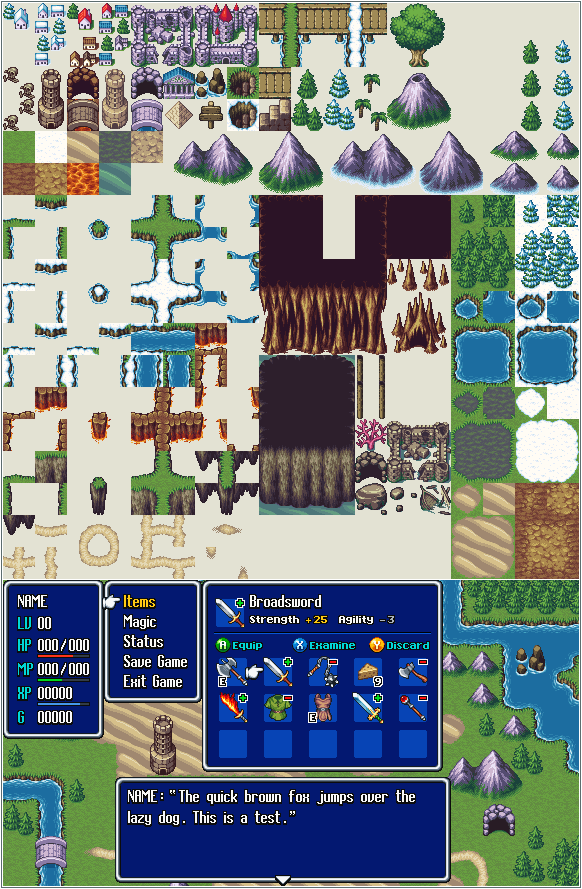 NAME
LV 00
HP 000/000
MP 000/000
XP 00000
G 00000
Items
Magic
Status
Save Game
Exit Game
Broadsword
Strength +25 Agility -3
A Equip X Examine Y Discard
E
9
E
NAME: "The quick brown fox jumps over the
lazy dog. This is a test."